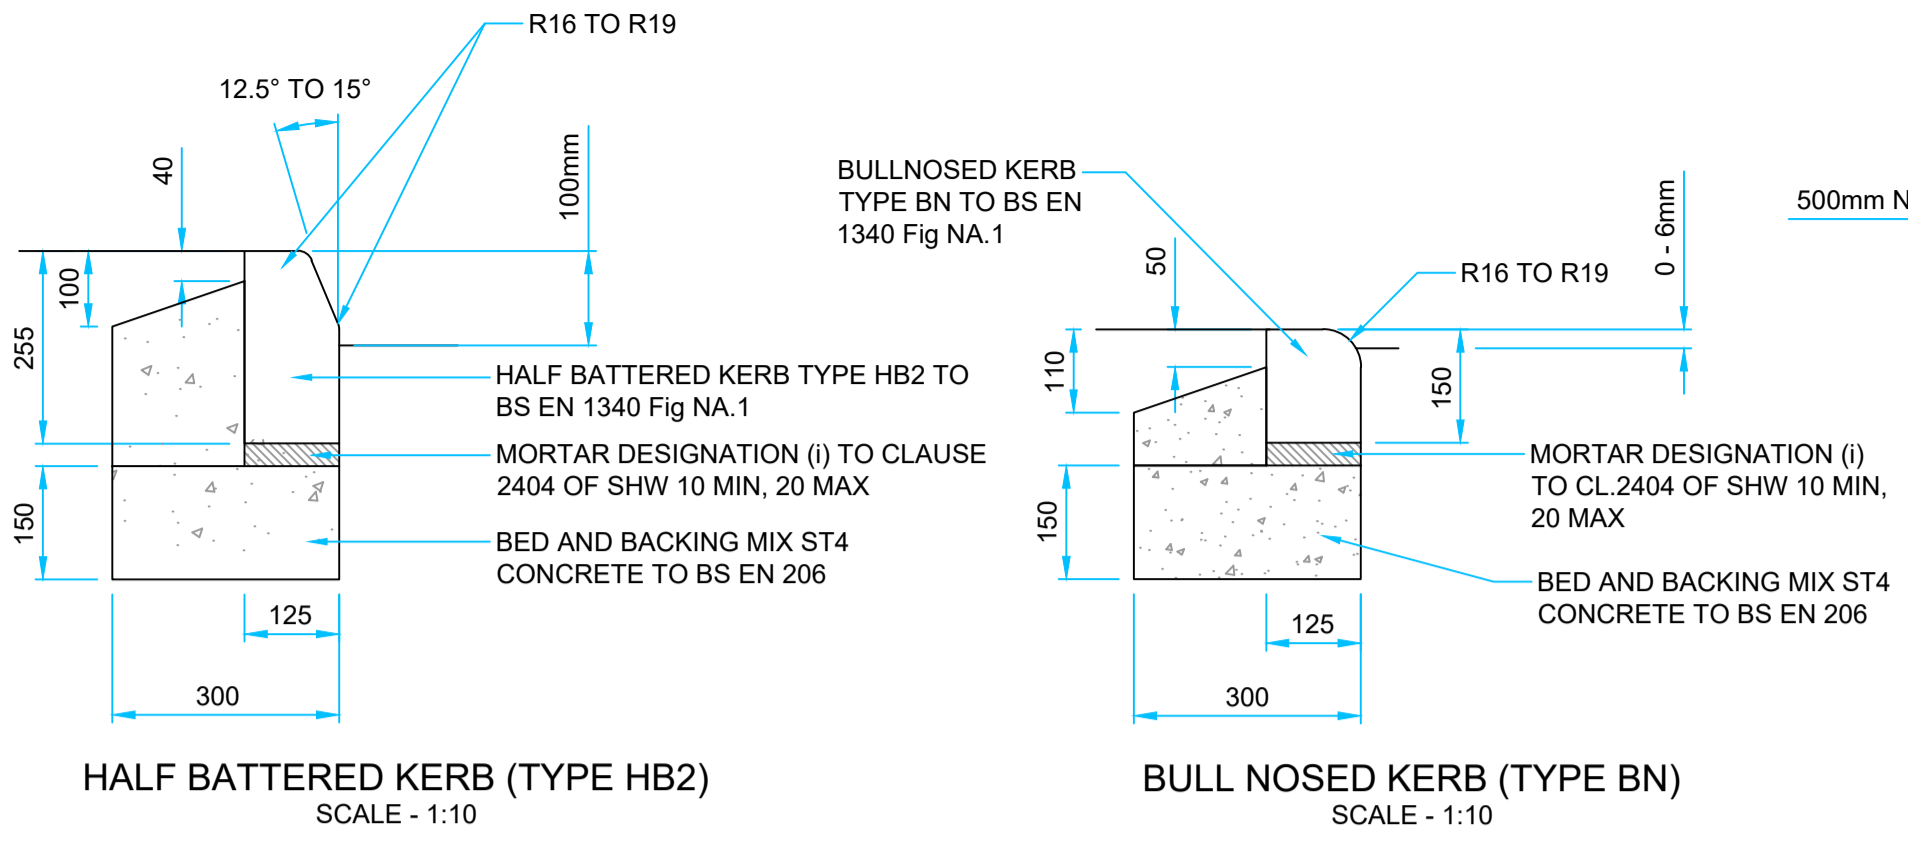 R16 TO R19
12.5° TO 15°
40
100mm
100
255
150
HALF BATTERED KERB TYPE HB2 TO
BS EN 1340 Fig NA.1
MORTAR DESIGNATION (i) TO CLAUSE
2404 OF SHW 10 MIN, 20 MAX
BED AND BACKING MIX ST4
CONCRETE TO BS EN 206
125
300
HALF BATTERED KERB (TYPE HB2)
SCALE - 1:10
BULLNOSED KERB
TYPE BN TO BS EN
1340 Fig NA.1
50
R16 TO R19
0 - 6mm
500mm N
110
150
150
MORTAR DESIGNATION (i)
TO CL.2404 OF SHW 10 MIN,
20 MAX
BED AND BACKING MIX ST4
CONCRETE TO BS EN 206
125
300
BULL NOSED KERB (TYPE BN)
SCALE - 1:10